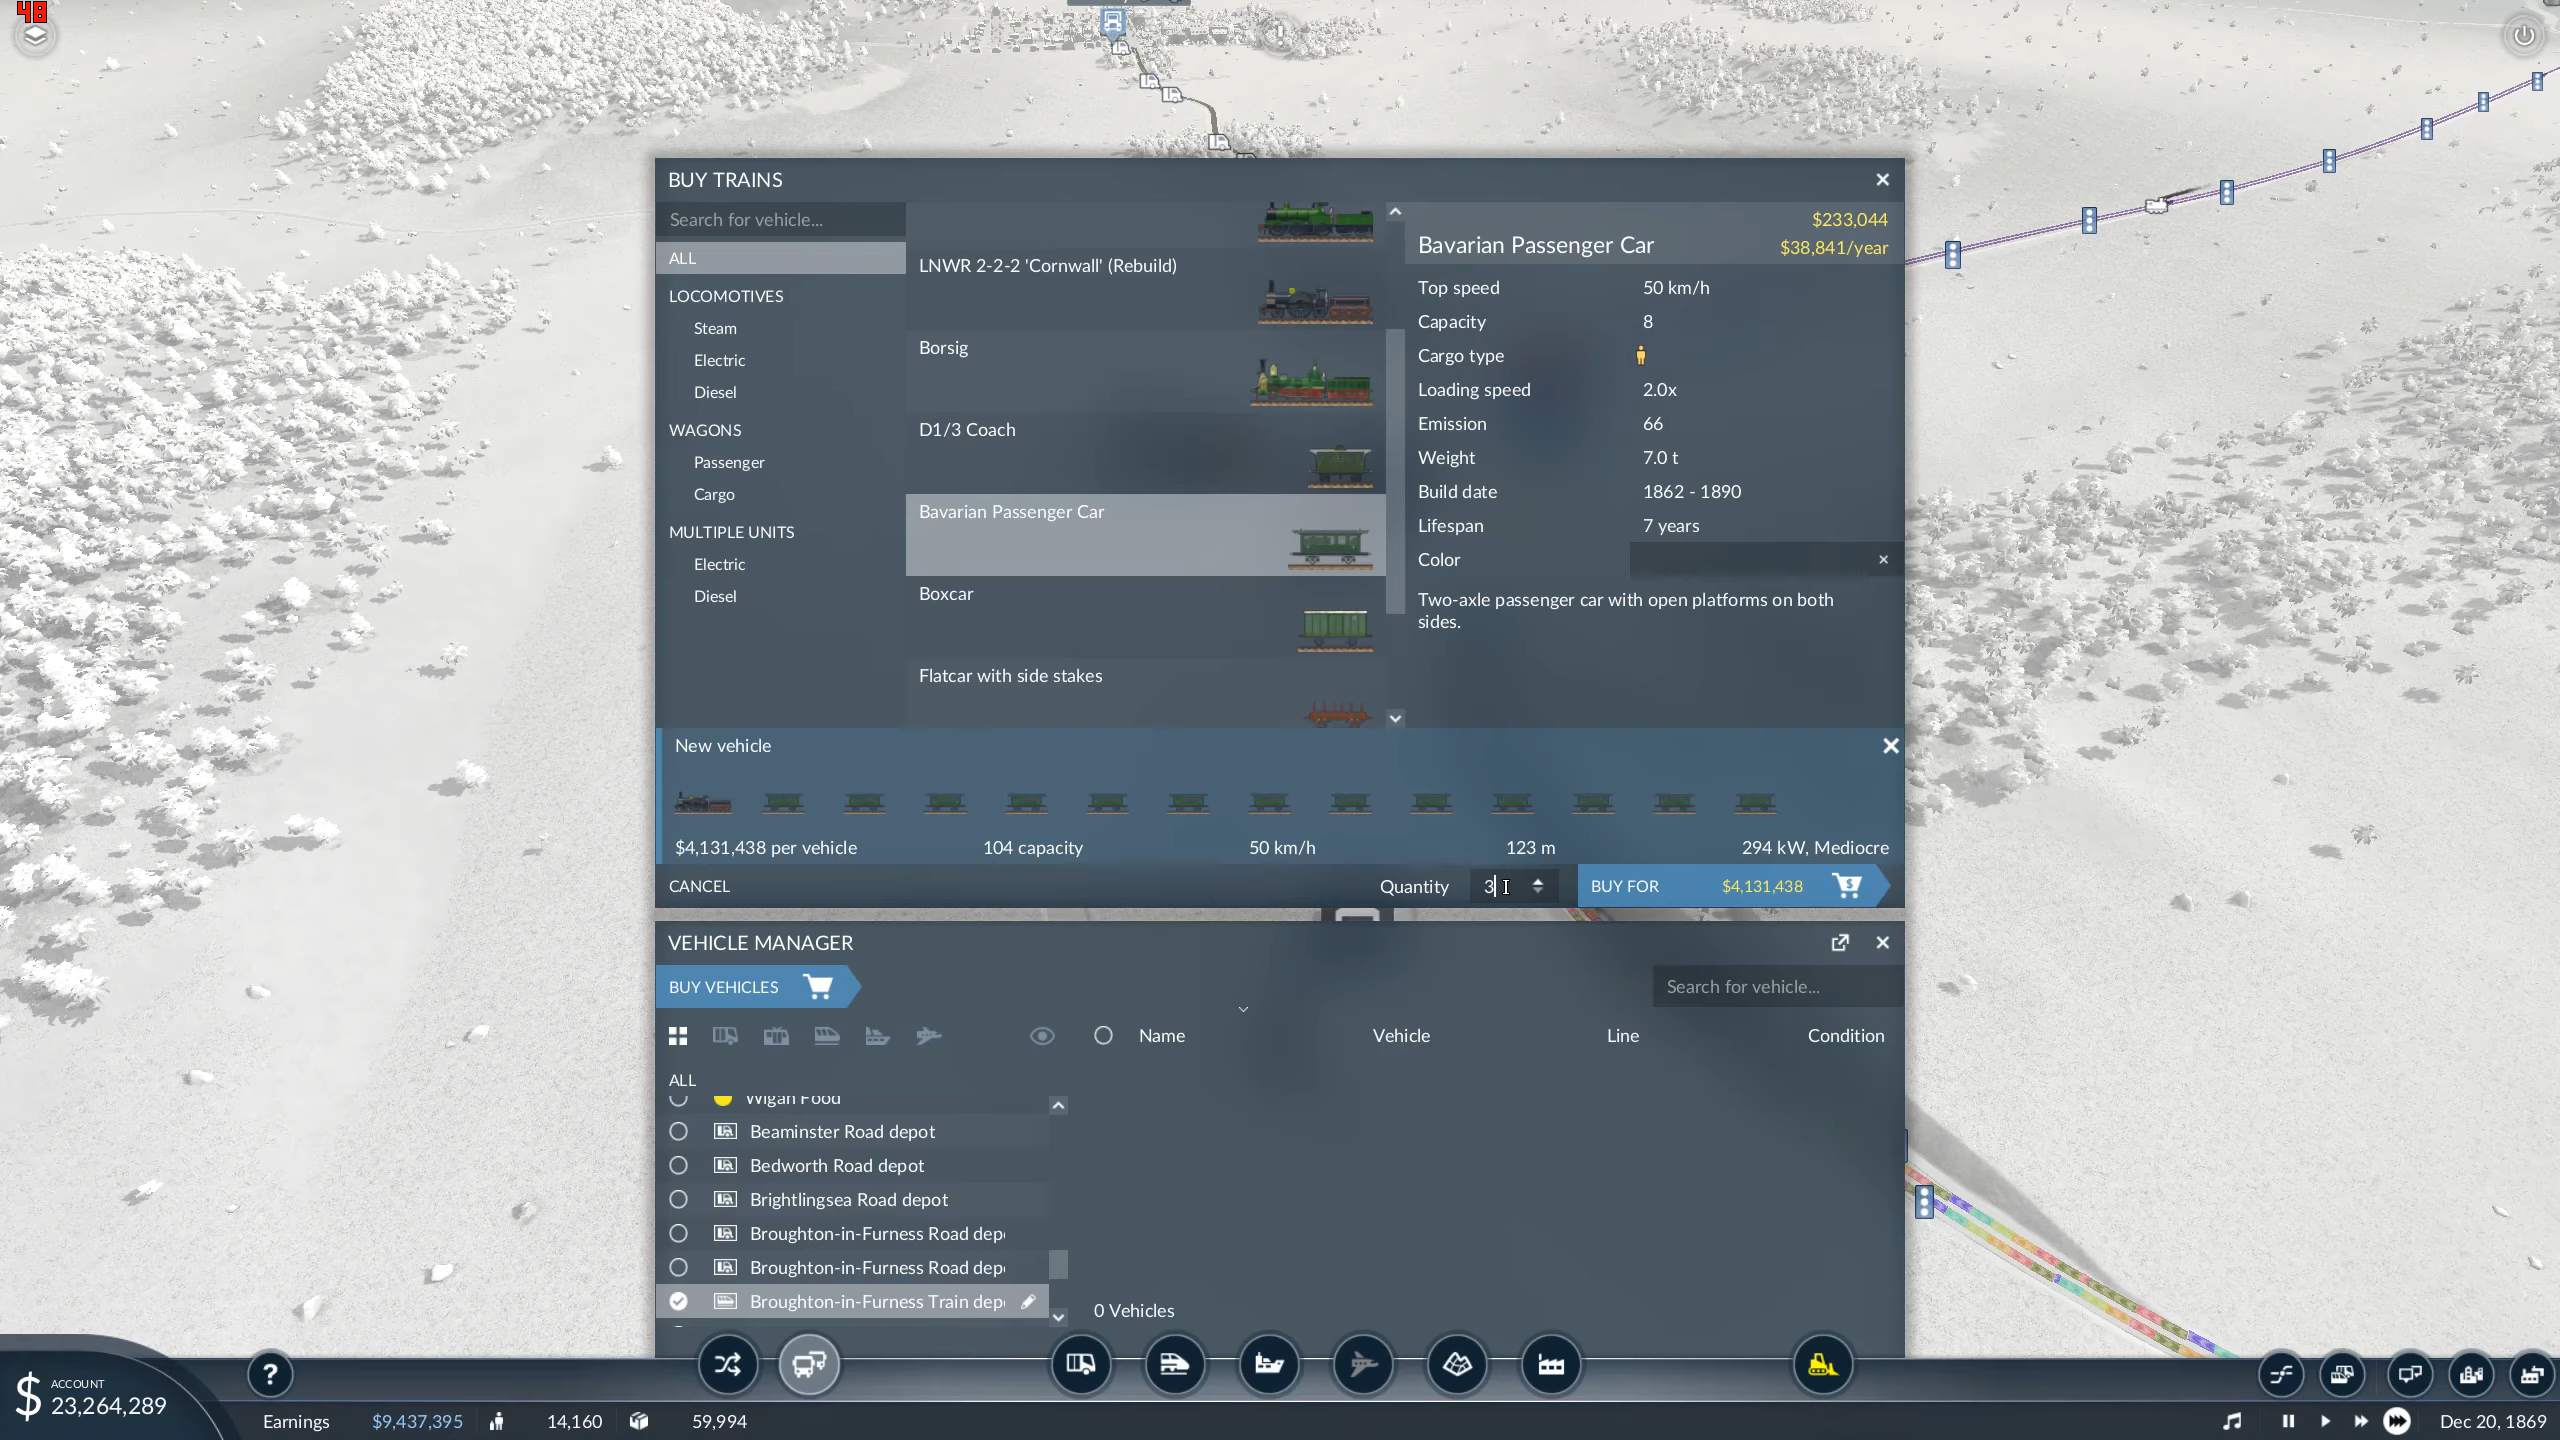 48
BUY TRAINS
Search for vehicle...
ALL
LOCOMOTIVES
Steam
Electric
Diesel
WAGONS
Passenger
Cargo
MULTIPLE UNITS
Electric
Diesel
LNWR 2-2-2 'Cornwall' (Rebuild)
Borsig
D1/3 Coach
Bavarian Passenger Car
Boxcar
Flatcar with side stakes
$233,044
Bavarian Passenger Car
$38,841/year
Top speed 50 km/h
Capacity 8
Cargo type
Loading speed 2.0x
Emission 66
Weight 7.0 t
Build date 1862 - 1890
Lifespan 7 years
Color
Two-axle passenger car with open platforms on both
sides.
New vehicle
$4,131,438 per vehicle 104 capacity 50 km/h 123 m 294 kW, Mediocre
CANCEL Quantity 3 BUY FOR $4,131,438
VEHICLE MANAGER
BUY VEHICLES
Search for vehicle...
Name Vehicle Line Condition
ALL
Wigan Food
Beaminster Road depot
Bedworth Road depot
Brightlingsea Road depot
Broughton-in-Furness Road dep
Broughton-in-Furness Road dep
Broughton-in-Furness Train dep
0 Vehicles
$ ACCOUNT
23,264,289
?
Earnings $9,437,395 14,160 59,994
Dec 20, 1869